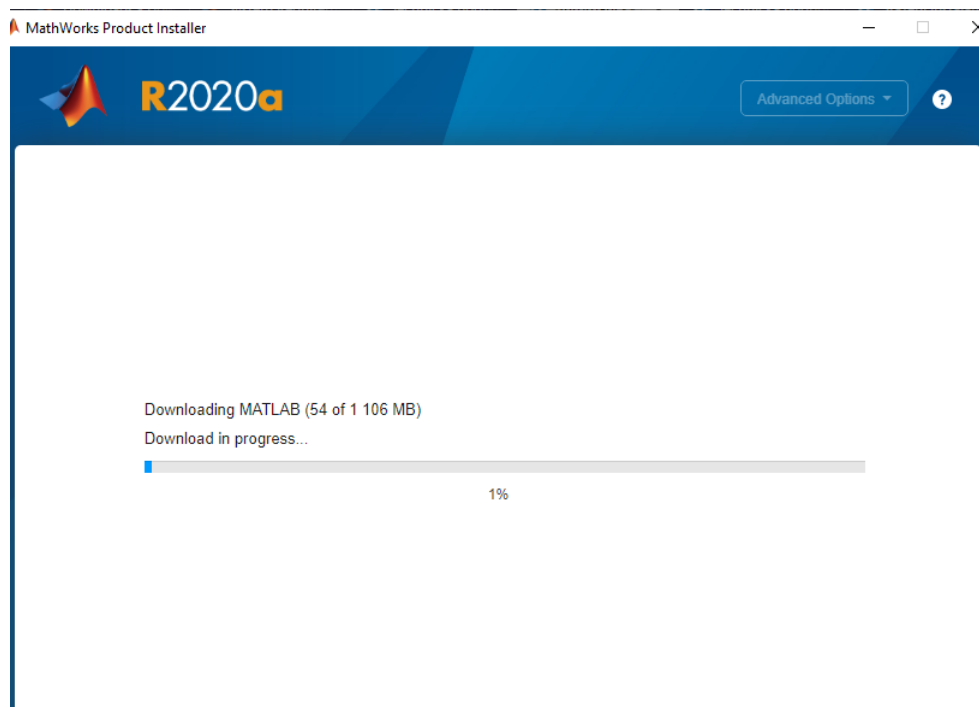 MathWorks Product Installer
R2020a
Advanced Options
?
Downloading MATLAB (54 of 1 106 MB)
Download in progress...
1%